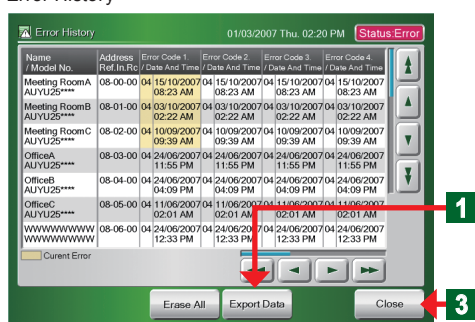 Error History
Error History 01/03/2007 Thu. 02:20 PM Status:Error
Name Address Error Code 1. Error Code 2. Error Code 3. Error Code 4.
/ Model No. Ref.In.Rc / Date And Time / Date And Time / Date And Time / Date And Time
Meeting RoomA 08-00-00 04 15/10/2007 04 15/10/2007 04 15/10/2007 04 15/10/2007
AUYU25**** 08:23 AM 08:23 AM 08:23 AM 08:23 AM
Meeting RoomB 08-01-00 04 03/10/2007 04 03/10/2007 04 03/10/2007 04 03/10/2007
AUYU25**** 02:22 AM 02:22 AM 02:22 AM 02:22 AM
Meeting RoomC 08-02-00 04 10/09/2007 04 10/09/2007 04 10/09/2007 04 10/09/2007
AUYU25**** 09:39 AM 09:39 AM 09:39 AM 09:39 AM
OfficeA 08-03-00 04 24/06/2007 04 24/06/2007 04 24/06/2007 04 24/06/2007
AUYU25**** 11:55 PM 11:55 PM 11:55 PM 11:55 PM
OfficeB 08-04-00 04 24/06/2007 04 24/06/2007 04 24/06/2007 04 24/06/2007
AUYU25**** 04:09 PM 04:09 PM 04:09 PM 04:09 PM
OfficeC 08-05-00 04 11/06/2007 04 11/06/2007 04 11/06/2007 04 11/06/2007
AUYU25**** 02:01 AM 02:01 AM 02:01 AM 02:01 AM
WWWWWWWWW 08-06-00 04 24/06/2007 04 24/06/2007 04 24/06/2007 04 24/06/2007
WWWWWWWWW 12:33 PM 12:33 PM 12:33 PM 12:33 PM
Curent Error
1
Erase All Export Data Close
3